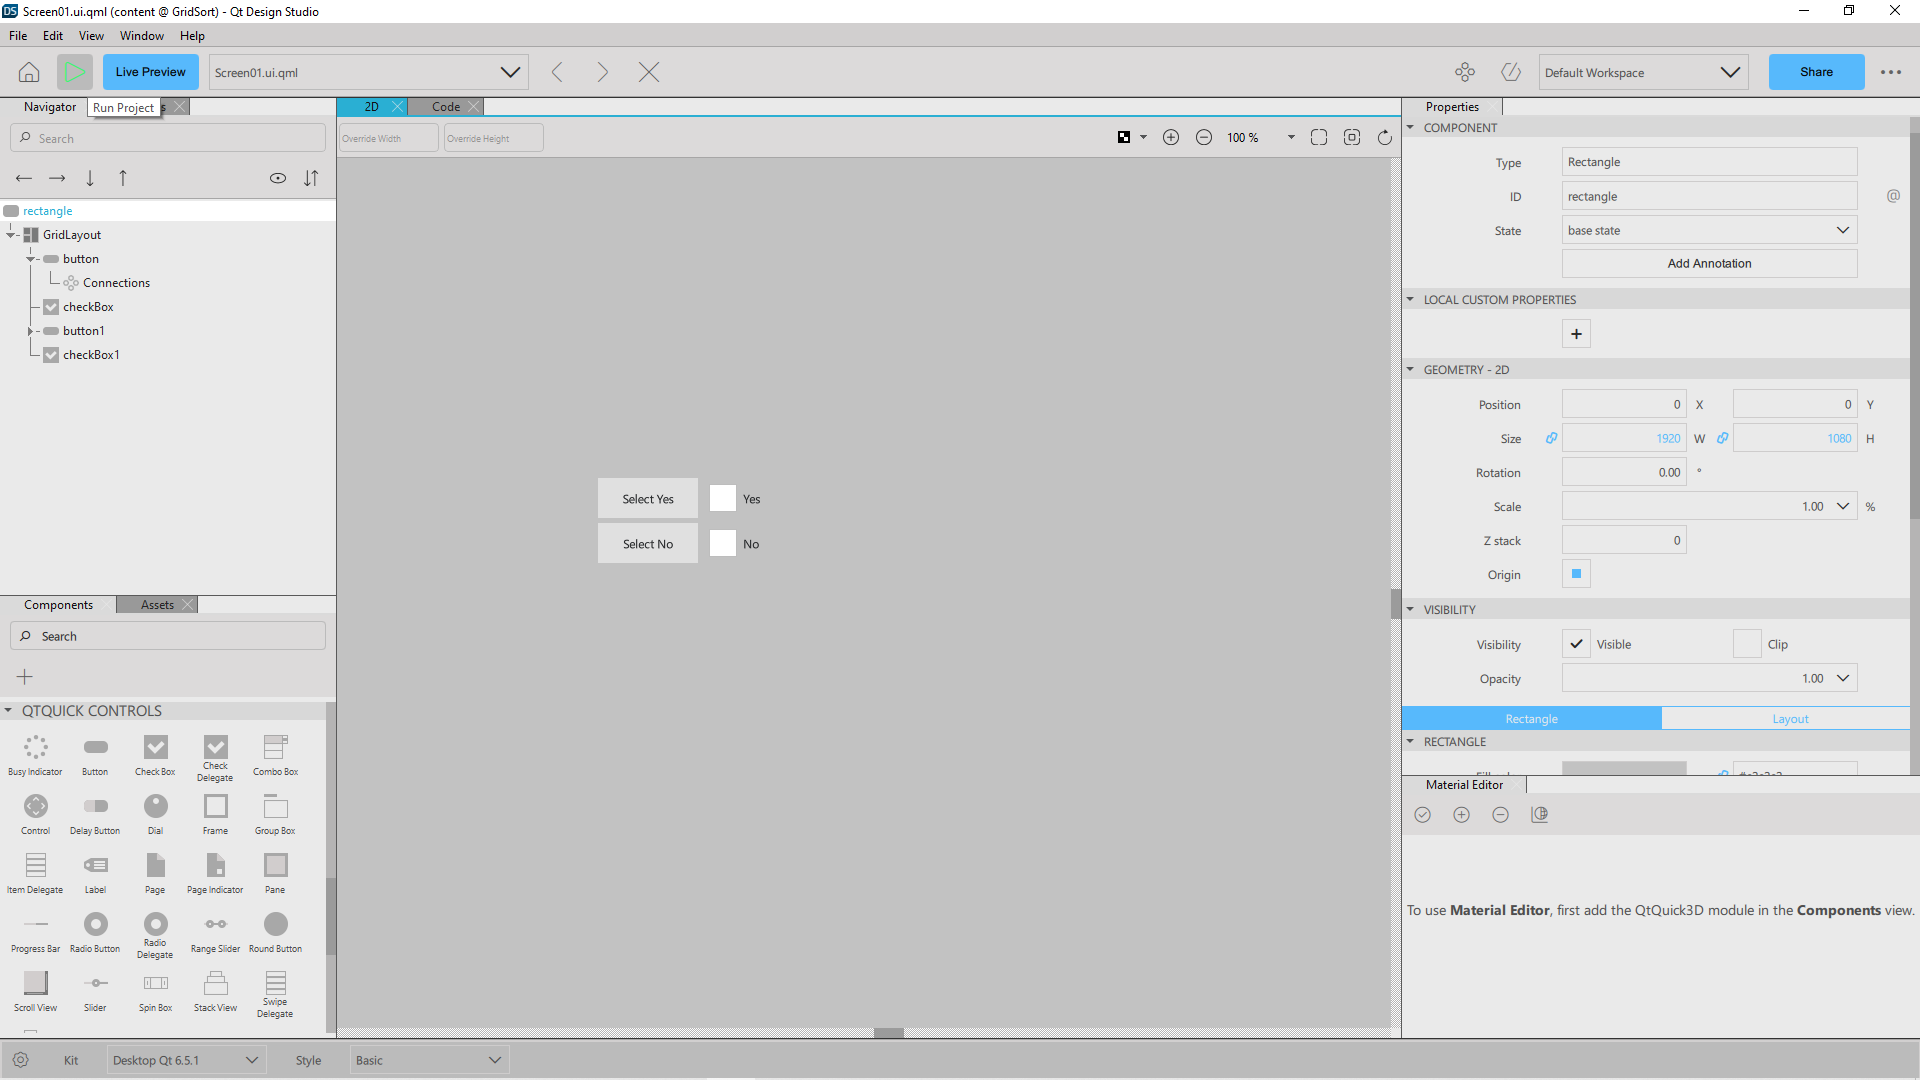 DS Screen01.ui.qml (content @ GridSort) - Qt Design Studio
File Edit View Window Help
Live Preview Screen01.ui.qml Default Workspace Share
Navigator Run Project s
Search
rectangle
GridLayout
button
Connections
checkBox
button1
checkBox1
Components Assets
Search
QTQUICK CONTROLS
Busy Indicator Button Check Box Check Delegate Combo Box
Control Delay Button Dial Frame Group Box
Item Delegate Label Page Page Indicator Pane
Progress Bar Radio Button Radio Delegate Range Slider Round Button
Scroll View Slider Spin Box Stack View Swipe Delegate
2D Code
Override Width Override Height 100 %
Select Yes Yes
Select No No
Properties
COMPONENT
Type Rectangle
ID rectangle @
State base state
Add Annotation
LOCAL CUSTOM PROPERTIES
+
GEOMETRY - 2D
Position 0 X 0 Y
Size 1920 W 1080 H
Rotation 0.00 °
Scale 1.00 %
Z stack 0
Origin
VISIBILITY
Visibility Visible Clip
Opacity 1.00
Rectangle Layout
RECTANGLE
Material Editor
To use Material Editor, first add the QtQuick3D module in the Components view.
Kit Desktop Qt 6.5.1 Style Basic